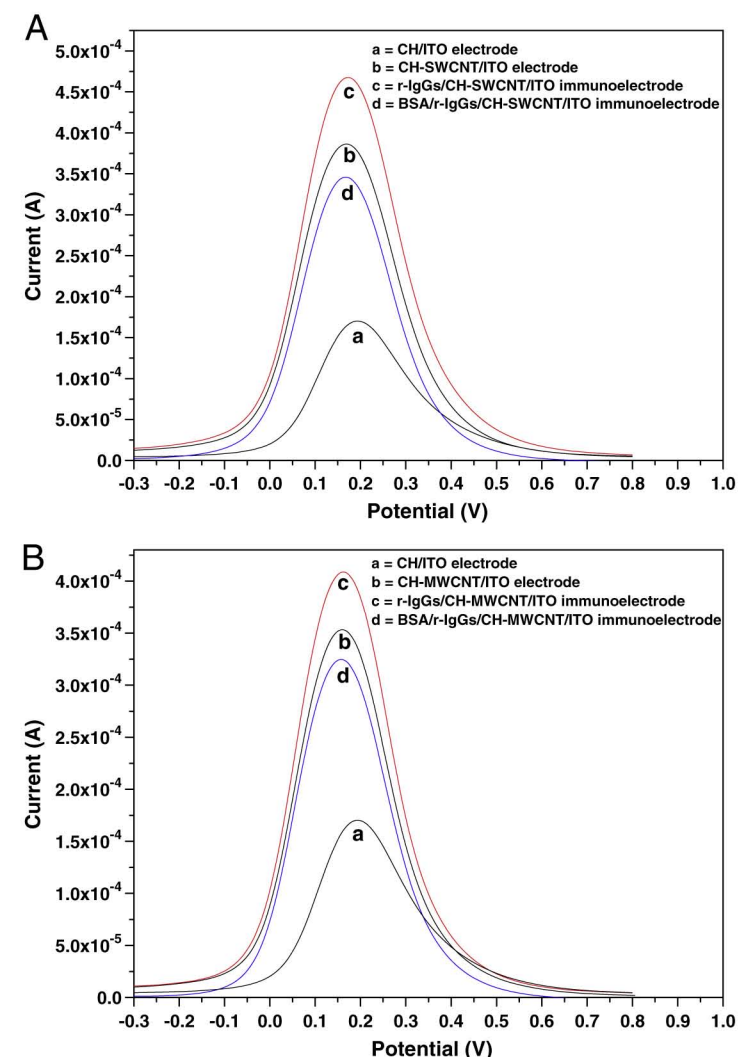 A
a = CH/ITO electrode
b = CH-SWCNT/ITO electrode
c = r-IgGs/CH-SWCNT/ITO immunoelectrode
d = BSA/r-IgGs/CH-SWCNT/ITO immunoelectrode
5.0x10⁻⁴
4.5x10⁻⁴
4.0x10⁻⁴
3.5x10⁻⁴
3.0x10⁻⁴
2.5x10⁻⁴
2.0x10⁻⁴
1.5x10⁻⁴
1.0x10⁻⁴
5.0x10⁻⁵
0.0
Current (A)
c
b
d
a
-0.3 -0.2 -0.1 0.0 0.1 0.2 0.3 0.4 0.5 0.6 0.7 0.8 0.9 1.0
Potential (V)
B
a = CH/ITO electrode
b = CH-MWCNT/ITO electrode
c = r-IgGs/CH-MWCNT/ITO immunoelectrode
d = BSA/r-IgGs/CH-MWCNT/ITO immunoelectrode
4.0x10⁻⁴
3.5x10⁻⁴
3.0x10⁻⁴
2.5x10⁻⁴
2.0x10⁻⁴
1.5x10⁻⁴
1.0x10⁻⁴
5.0x10⁻⁵
0.0
Current (A)
c
b
d
a
-0.3 -0.2 -0.1 0.0 0.1 0.2 0.3 0.4 0.5 0.6 0.7 0.8 0.9 1.0
Potential (V)